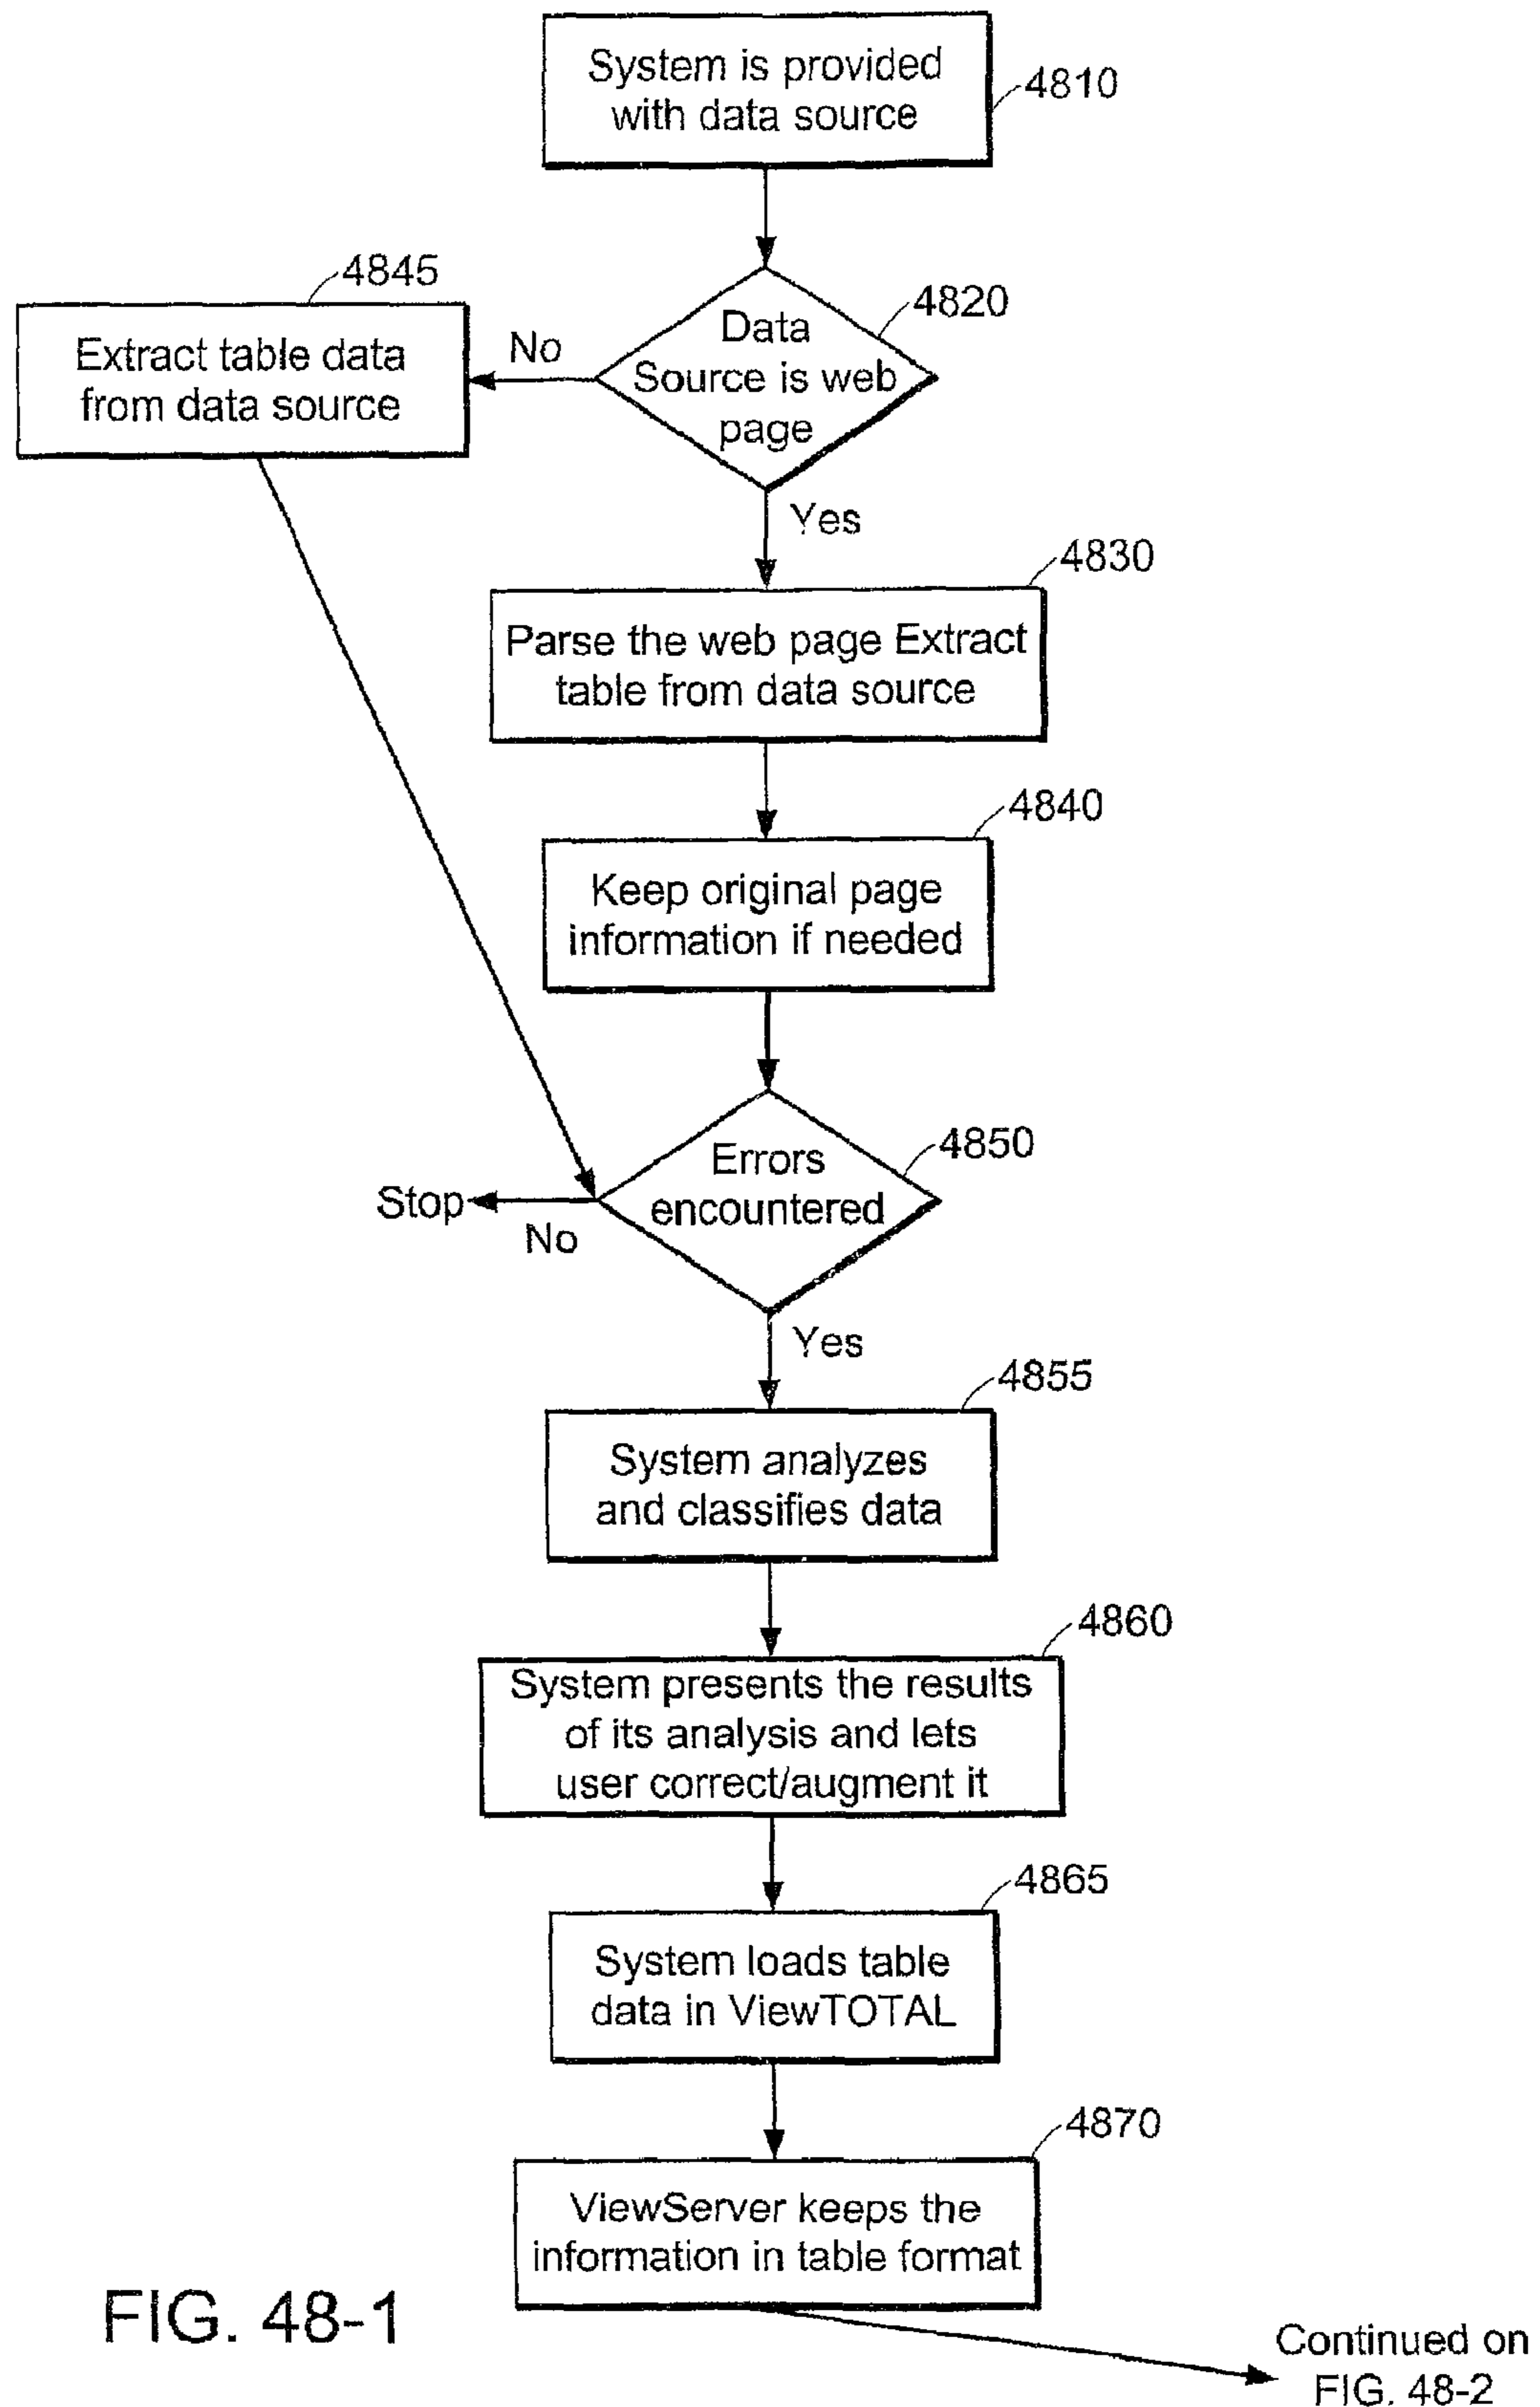 System is provided
with data source
4810
4845
Extract table data
from data source
No
Data
Source is web
page
4820
Yes
4830
Parse the web page Extract
table from data source
4840
Keep original page
information if needed
Errors
encountered
4850
Stop
No
Yes
4855
System analyzes
and classifies data
4860
System presents the results
of its analysis and lets
user correct/augment it
4865
System loads table
data in ViewTOTAL
4870
ViewServer keeps the
information in table format
FIG. 48-1
Continued on
FIG. 48-2